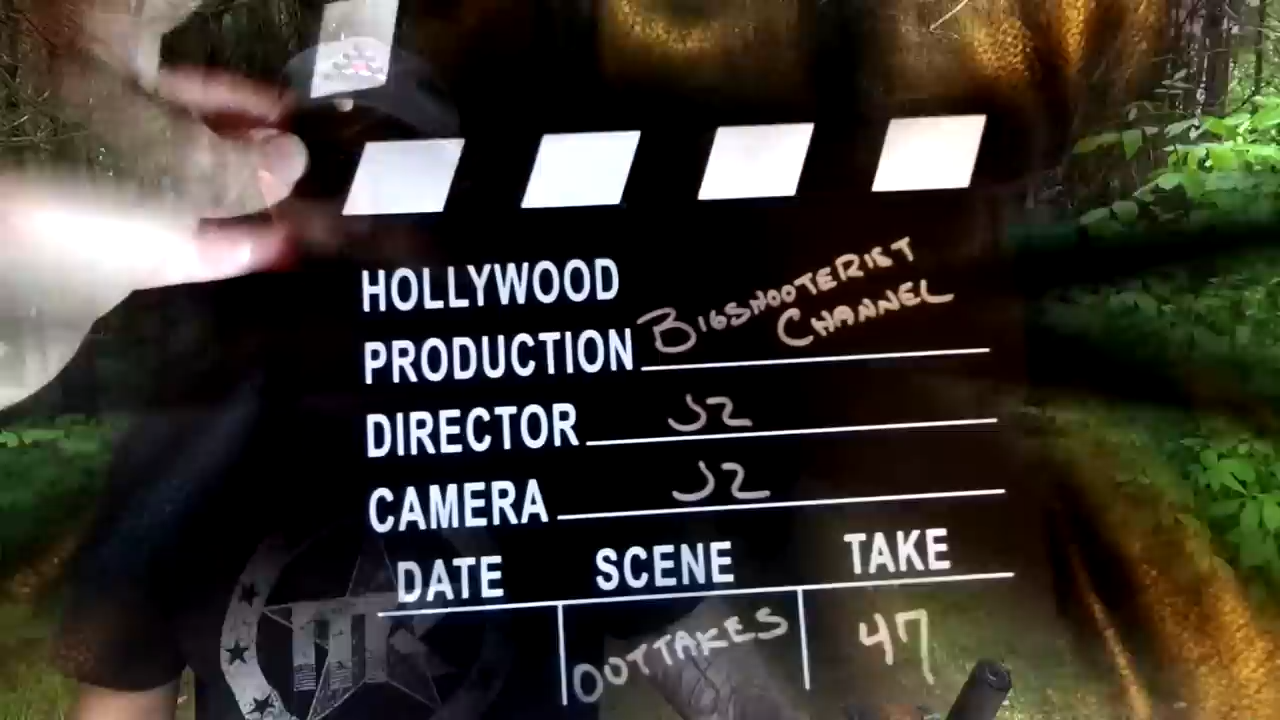 HOLLYWOOD
PRODUCTION BIGSHOOTERIST CHANNEL
DIRECTOR JZ
CAMERA JZ
DATE SCENE TAKE
OUTTAKES 47